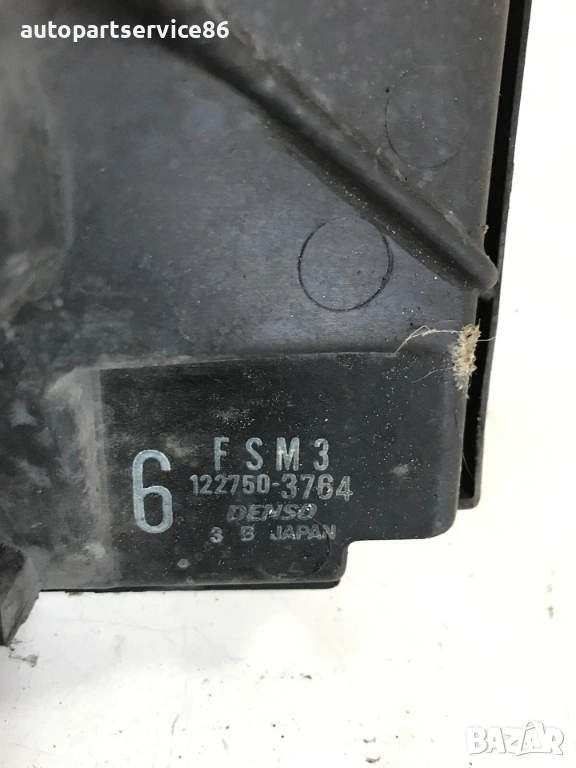 autopartservice86
FSM3
6
122750-3764
DENSO
3 B JAPAN
BAZAR